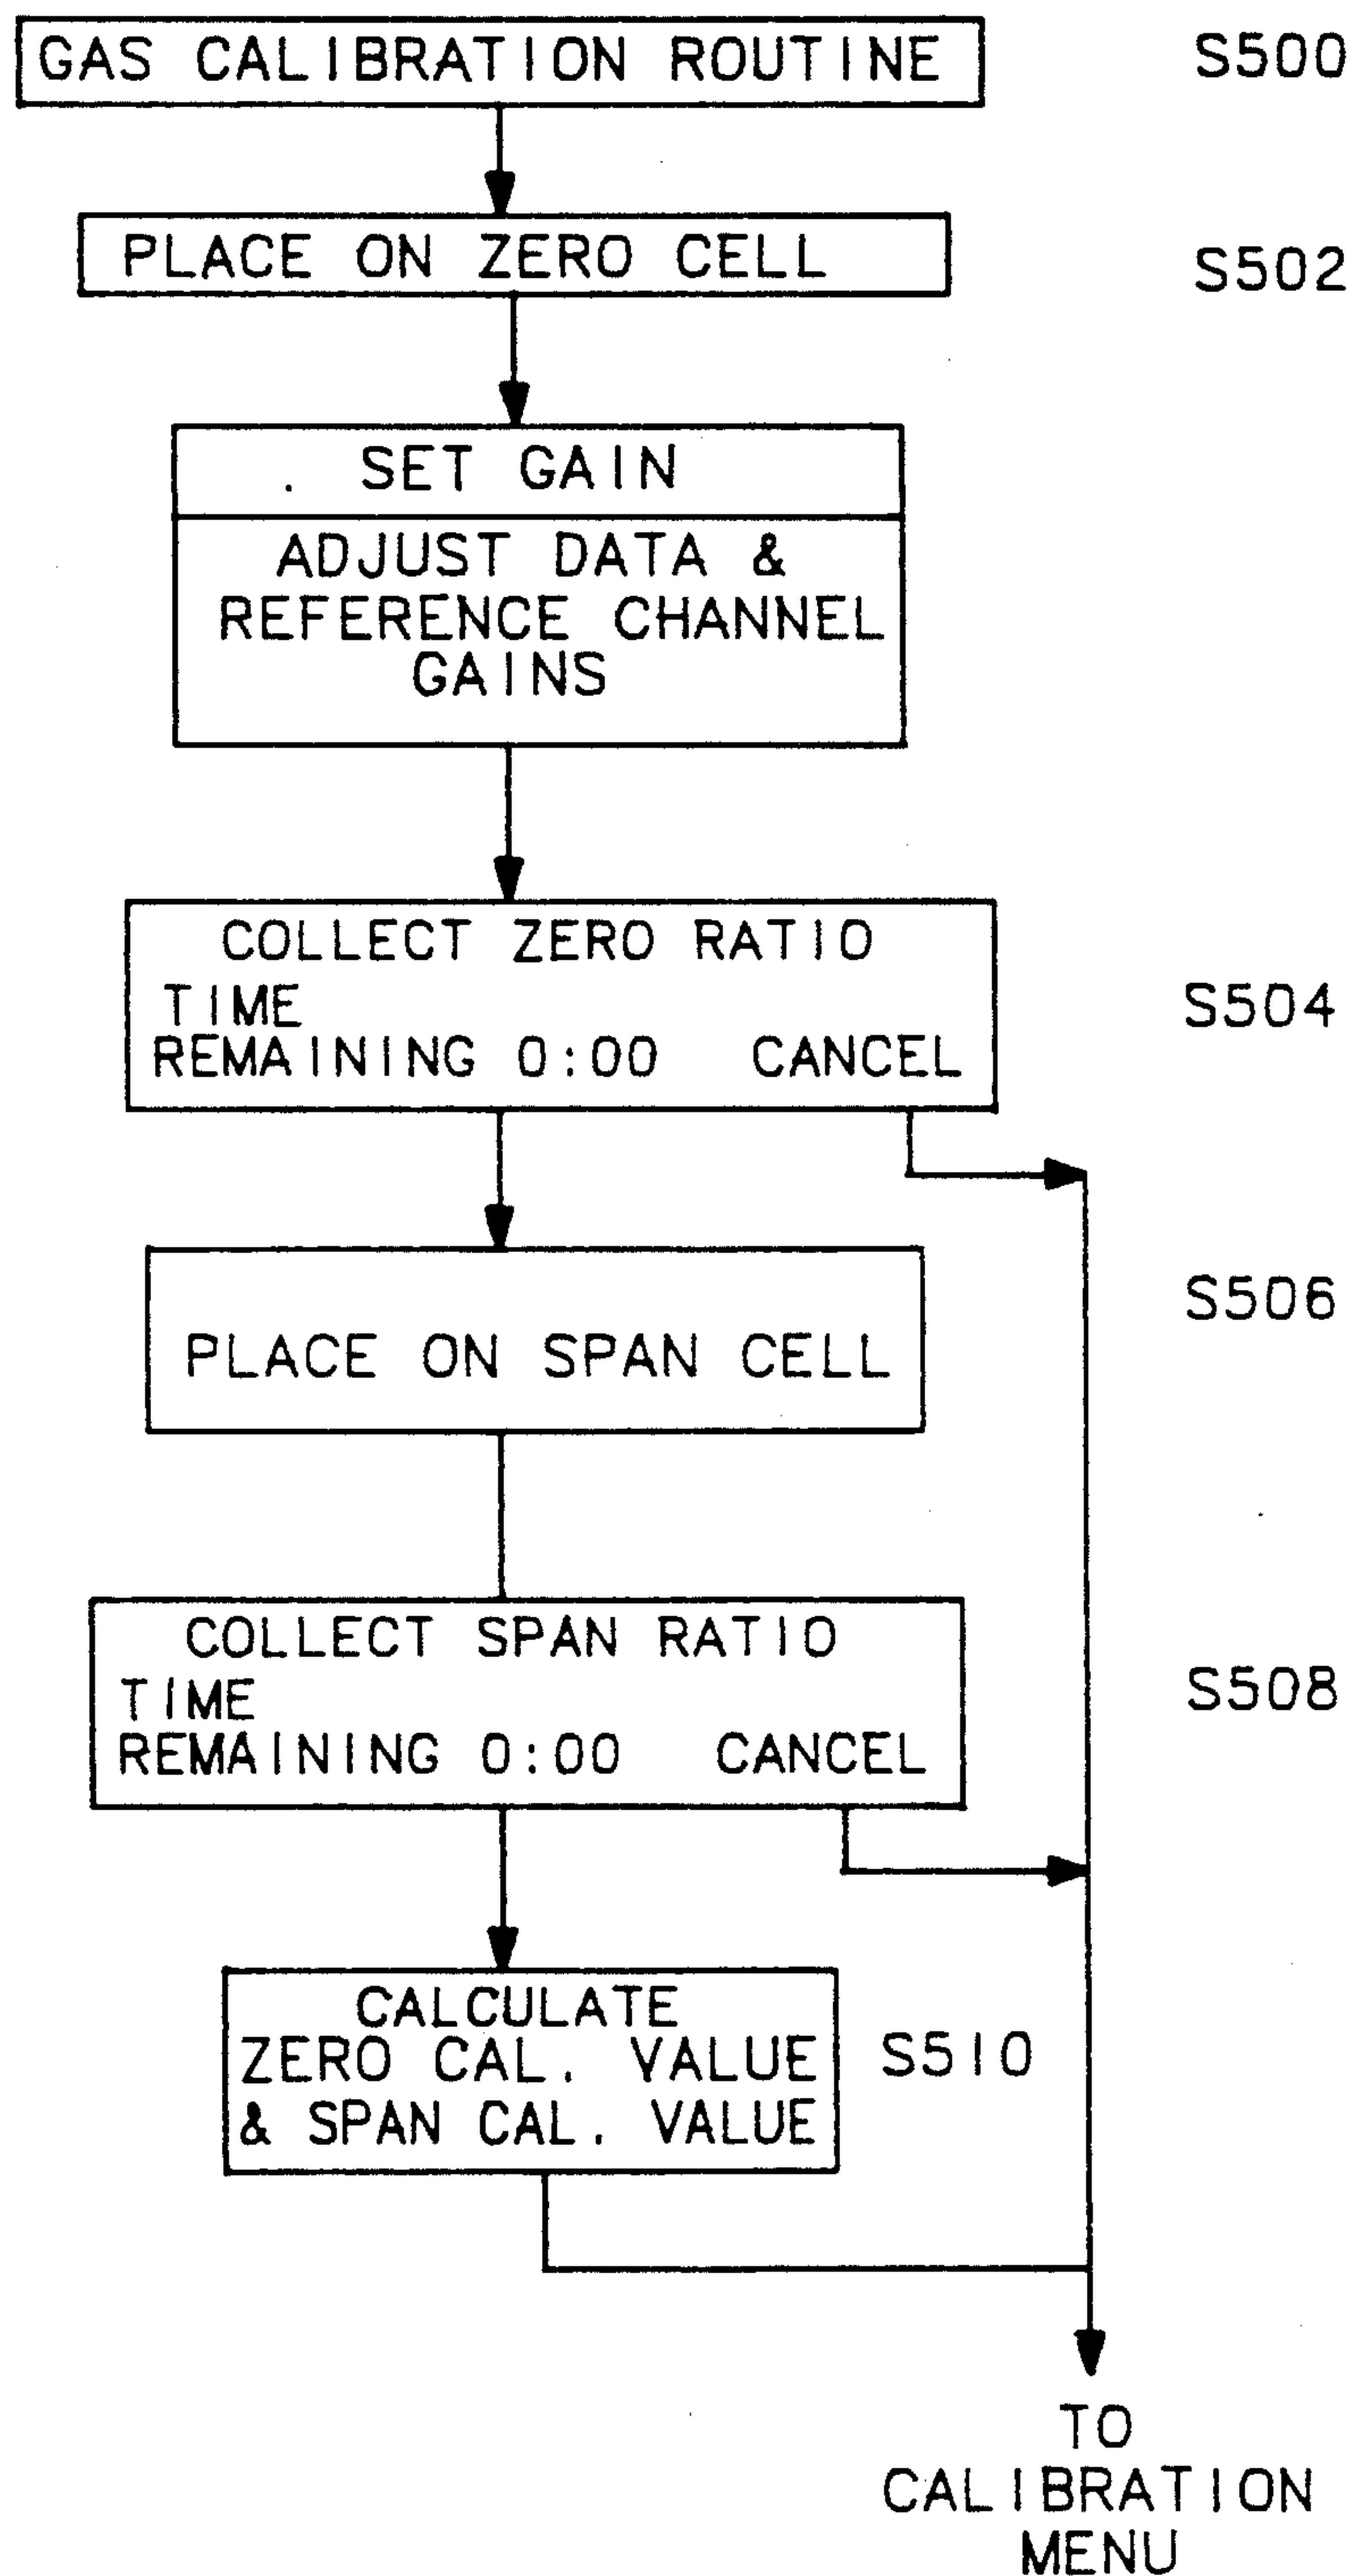 GAS CALIBRATION ROUTINE S500
PLACE ON ZERO CELL S502
SET GAIN
ADJUST DATA &
REFERENCE CHANNEL
GAINS
COLLECT ZERO RATIO
TIME S504
REMAINING 0:00 CANCEL
S506
PLACE ON SPAN CELL
COLLECT SPAN RATIO
TIME S508
REMAINING 0:00 CANCEL
CALCULATE
ZERO CAL. VALUE S510
& SPAN CAL. VALUE
TO
CALIBRATION
MENU